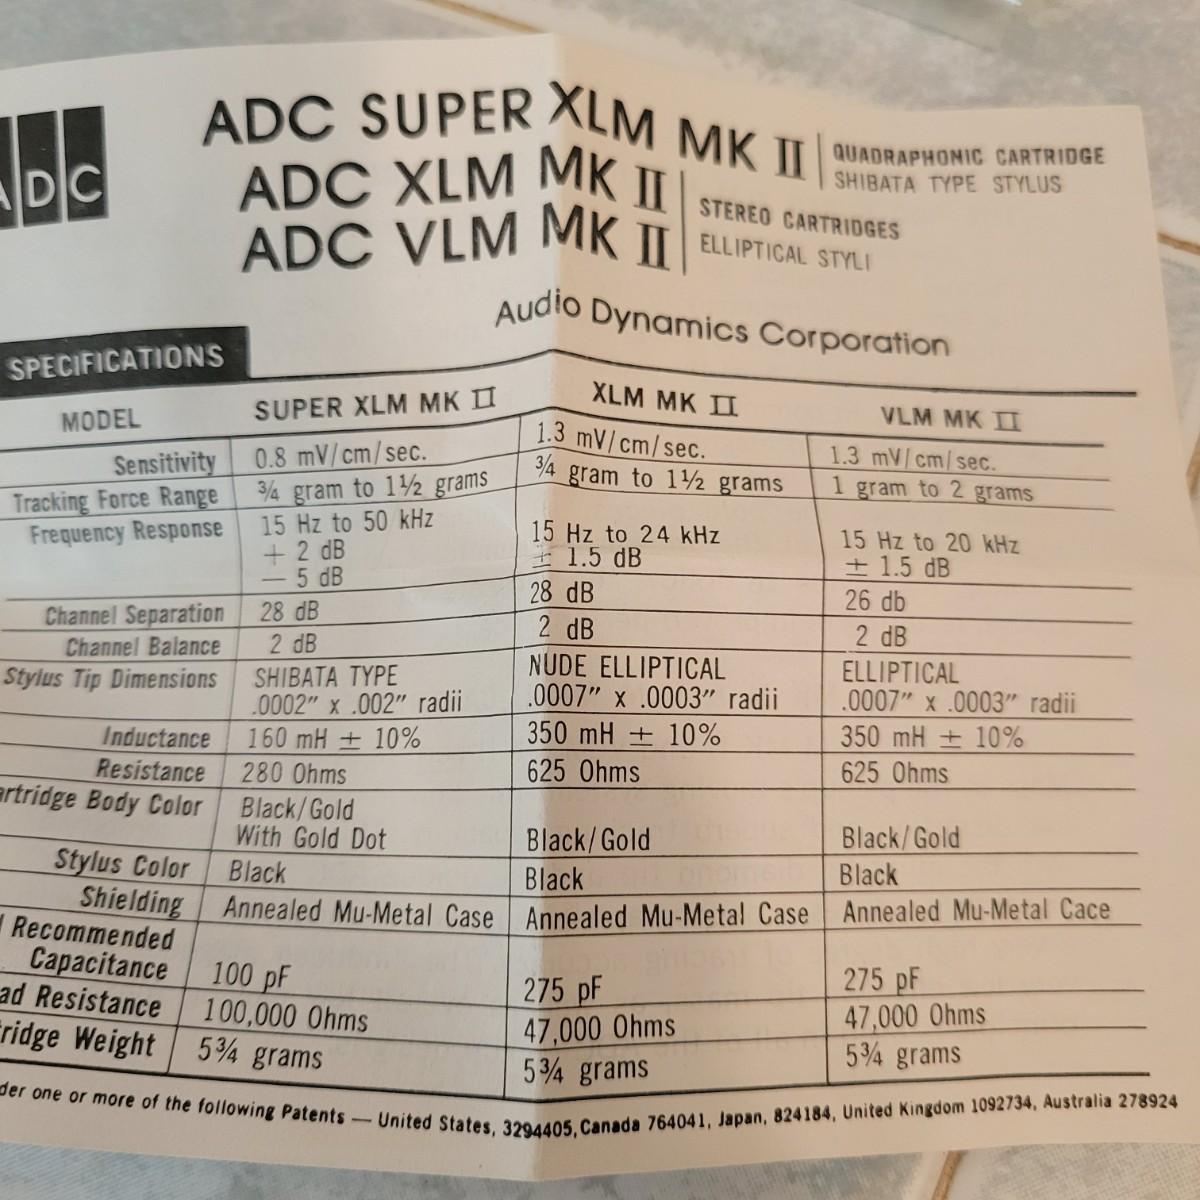 ADC
ADC SUPER XLM MK II QUADRAPHONIC CARTRIDGE
SHIBATA TYPE STYLUS
ADC XLM MK II STEREO CARTRIDGES
ADC VLM MK II ELLIPTICAL STYLI
Audio Dynamics Corporation
SPECIFICATIONS
MODEL SUPER XLM MK II XLM MK II VLM MK II
Sensitivity 0.8 mV/cm/sec. 1.3 mV/cm/sec. 1.3 mV/cm/sec.
Tracking Force Range ¾ gram to 1½ grams ¾ gram to 1½ grams 1 gram to 2 grams
Frequency Response 15 Hz to 50 kHz 15 Hz to 24 kHz 15 Hz to 20 kHz
+ 2 dB ± 1.5 dB ± 1.5 dB
— 5 dB
Channel Separation 28 dB 28 dB 26 db
Channel Balance 2 dB 2 dB 2 dB
Stylus Tip Dimensions SHIBATA TYPE NUDE ELLIPTICAL ELLIPTICAL
.0002″ x .002″ radii .0007″ x .0003″ radii .0007″ x .0003″ radii
Inductance 160 mH ± 10% 350 mH ± 10% 350 mH ± 10%
Resistance 280 Ohms 625 Ohms 625 Ohms
artridge Body Color Black/Gold
With Gold Dot Black/Gold Black/Gold
Stylus Color Black Black Black
Shielding Annealed Mu-Metal Case Annealed Mu-Metal Case Annealed Mu-Metal Cace
Recommended
Capacitance 100 pF 275 pF 275 pF
ad Resistance 100,000 Ohms 47,000 Ohms 47,000 Ohms
ridge Weight 5¾ grams 5¾ grams 5¾ grams
der one or more of the following Patents — United States, 3294405, Canada 764041, Japan, 824184, United Kingdom 1092734, Australia 278924